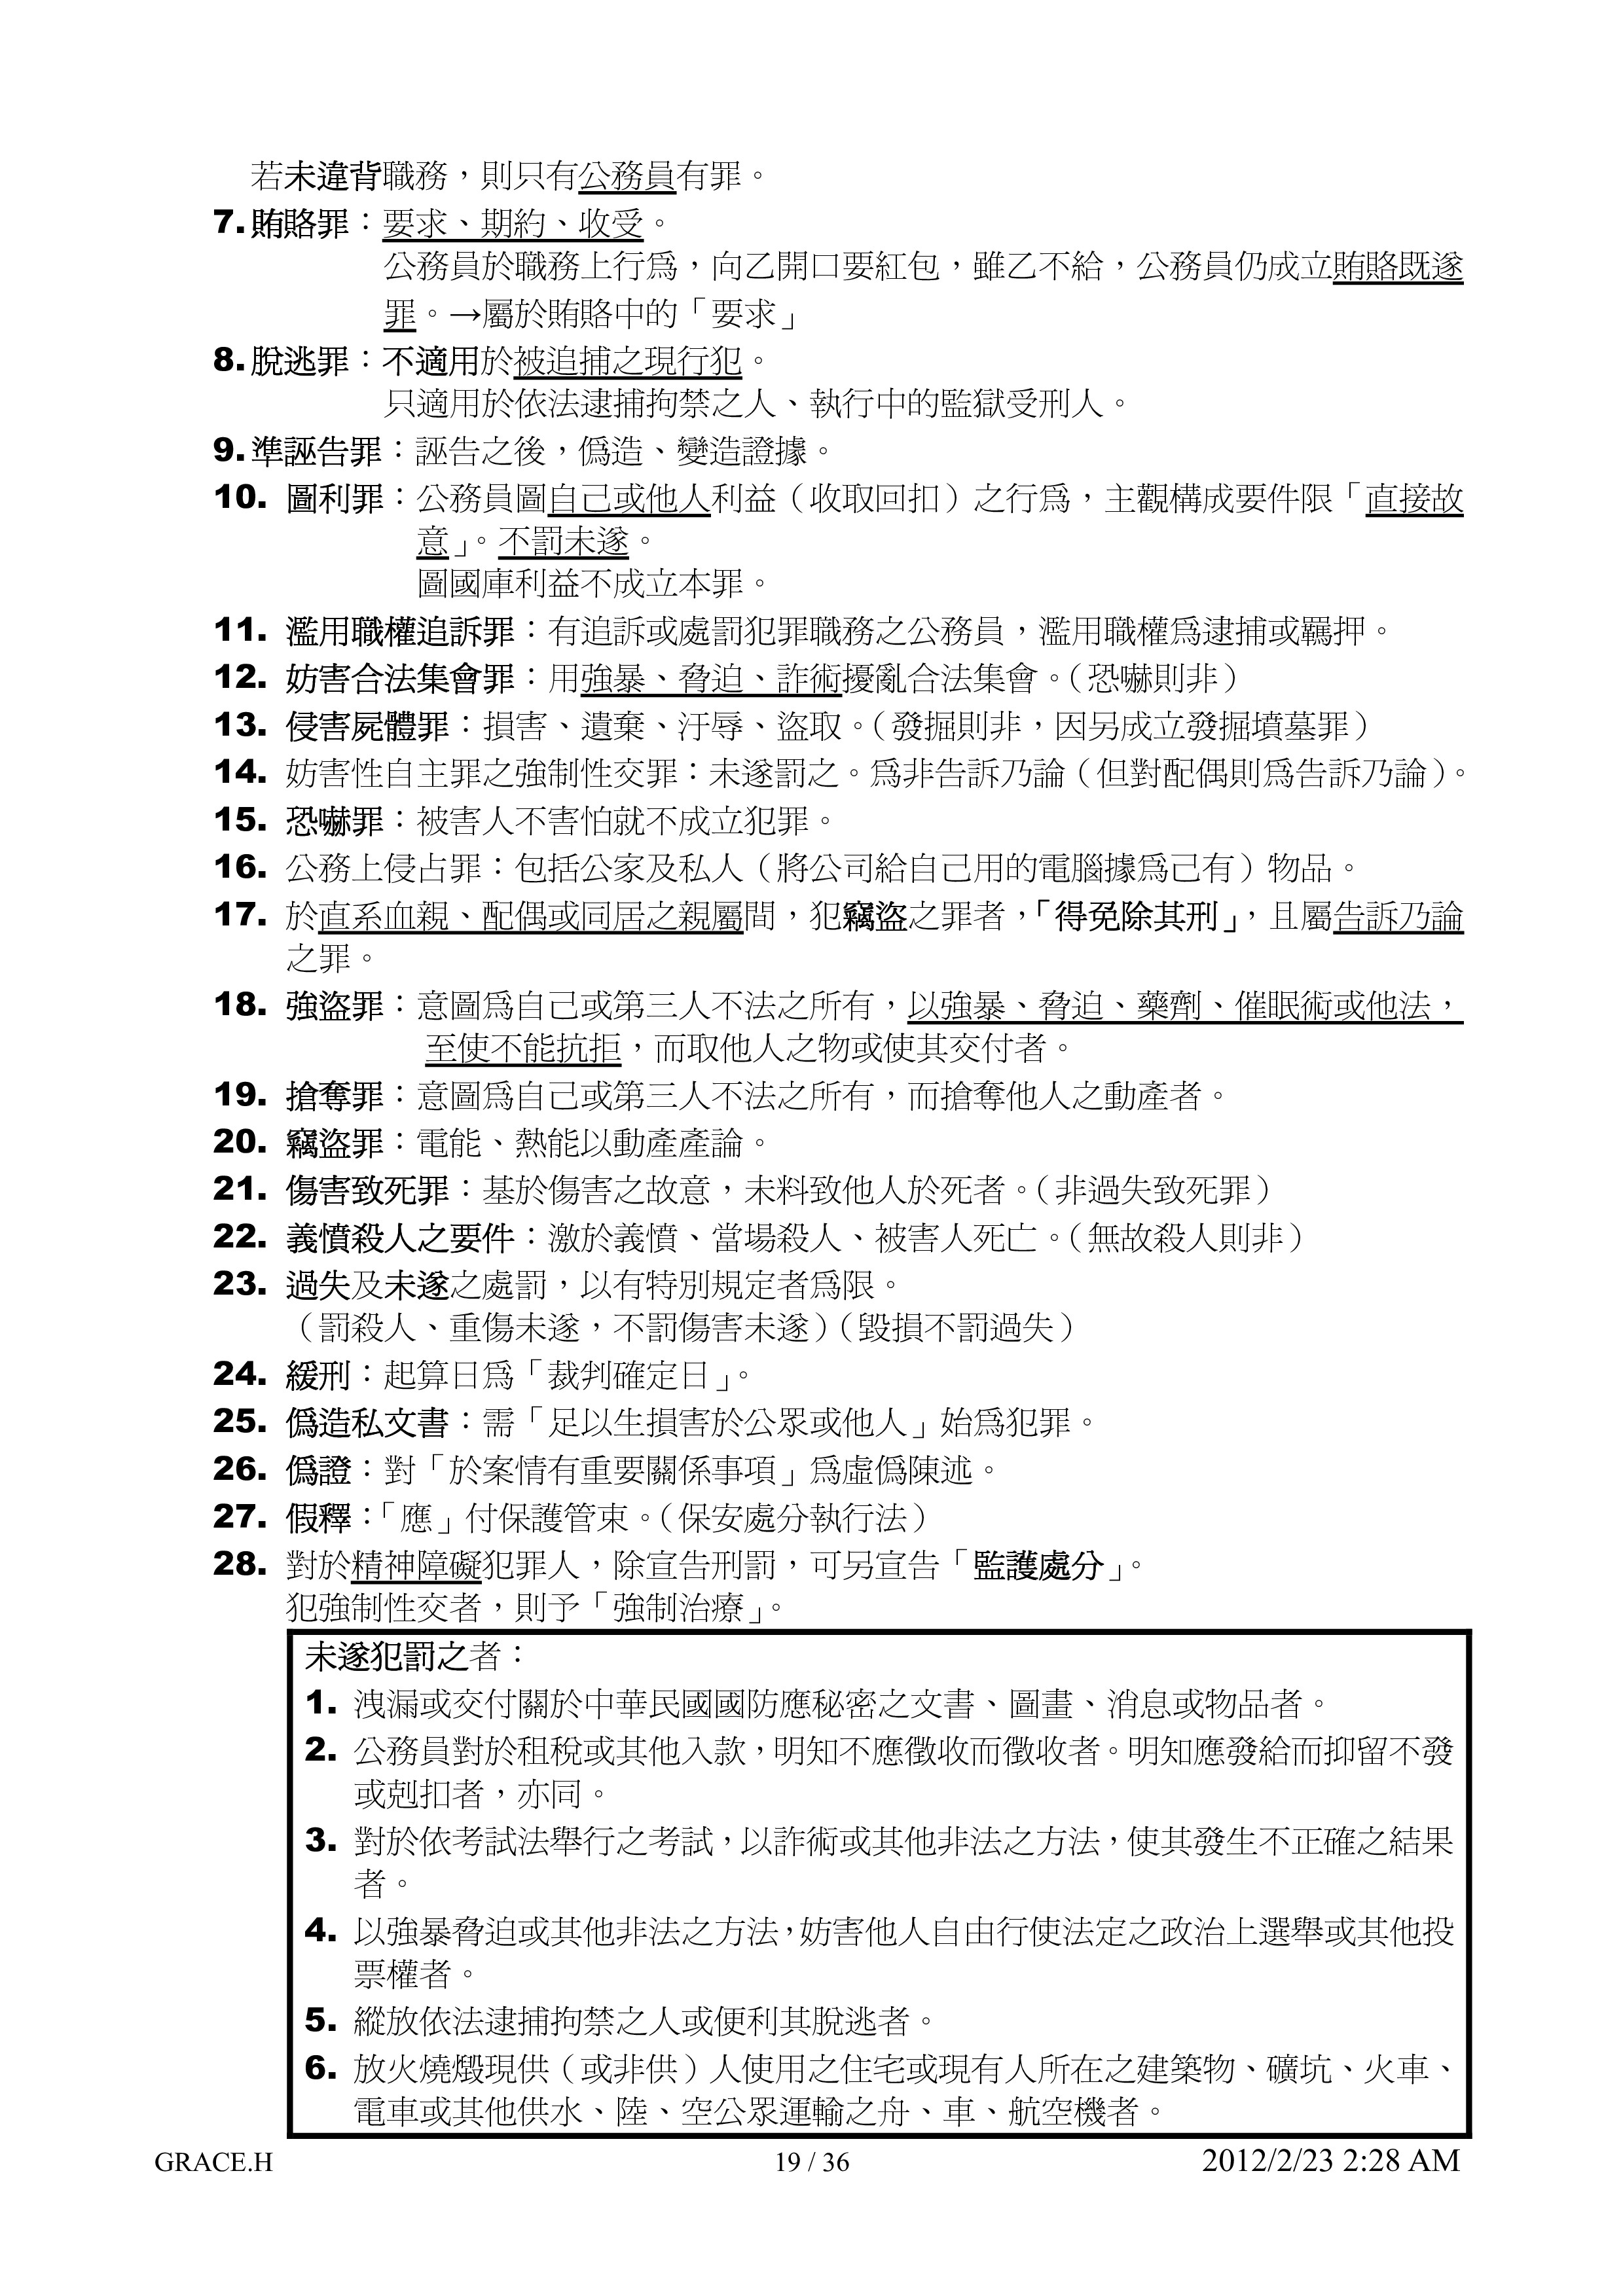 若未違背職務，則只有公務員有罪。
7. 賄賂罪：要求、期約、收受。
公務員於職務上行為，向乙開口要紅包，雖乙不給，公務員仍成立賄賂既遂
罪。→屬於賄賂中的「要求」
8. 脫逃罪：不適用於被追捕之現行犯。
只適用於依法逮捕拘禁之人、執行中的監獄受刑人。
9. 準誣告罪：誣告之後，偽造、變造證據。
10. 圖利罪：公務員圖自己或他人利益（收取回扣）之行為，主觀構成要件限「直接故
意」。不罰未遂。
圖國庫利益不成立本罪。
11. 濫用職權追訴罪：有追訴或處罰犯罪職務之公務員，濫用職權為逮捕或羈押。
12. 妨害合法集會罪：用強暴、脅迫、詐術擾亂合法集會。（恐嚇則非）
13. 侵害屍體罪：損害、遺棄、汙辱、盜取。（發掘則非，因另成立發掘墳墓罪）
14. 妨害性自主罪之強制性交罪：未遂罰之。為非告訴乃論（但對配偶則為告訴乃論）。
15. 恐嚇罪：被害人不害怕就不成立犯罪。
16. 公務上侵占罪：包括公家及私人（將公司給自己用的電腦據為己有）物品。
17. 於直系血親、配偶或同居之親屬間，犯竊盜之罪者，「得免除其刑」，且屬告訴乃論
之罪。
18. 強盜罪：意圖為自己或第三人不法之所有，以強暴、脅迫、藥劑、催眠術或他法，
至使不能抗拒，而取他人之物或使其交付者。
19. 搶奪罪：意圖為自己或第三人不法之所有，而搶奪他人之動產者。
20. 竊盜罪：電能、熱能以動產產論。
21. 傷害致死罪：基於傷害之故意，未料致他人於死者。（非過失致死罪）
22. 義憤殺人之要件：激於義憤、當場殺人、被害人死亡。（無故殺人則非）
23. 過失及未遂之處罰，以有特別規定者為限。
（罰殺人、重傷未遂，不罰傷害未遂）（毀損不罰過失）
24. 緩刑：起算日為「裁判確定日」。
25. 偽造私文書：需「足以生損害於公眾或他人」始為犯罪。
26. 偽證：對「於案情有重要關係事項」為虛偽陳述。
27. 假釋：「應」付保護管束。（保安處分執行法）
28. 對於精神障礙犯罪人，除宣告刑罰，可另宣告「監護處分」。
犯強制性交者，則予「強制治療」。
未遂犯罰之者：
1. 洩漏或交付關於中華民國國防應秘密之文書、圖畫、消息或物品者。
2. 公務員對於租稅或其他入款，明知不應徵收而徵收者。明知應發給而抑留不發
或剋扣者，亦同。
3. 對於依考試法舉行之考試，以詐術或其他非法之方法，使其發生不正確之結果
者。
4. 以強暴脅迫或其他非法之方法，妨害他人自由行使法定之政治上選舉或其他投
票權者。
5. 縱放依法逮捕拘禁之人或便利其脫逃者。
6. 放火燒燬現供（或非供）人使用之住宅或現有人所在之建築物、礦坑、火車、
電車或其他供水、陸、空公眾運輸之舟、車、航空機者。
GRACE.H 19 / 36 2012/2/23 2:28 AM